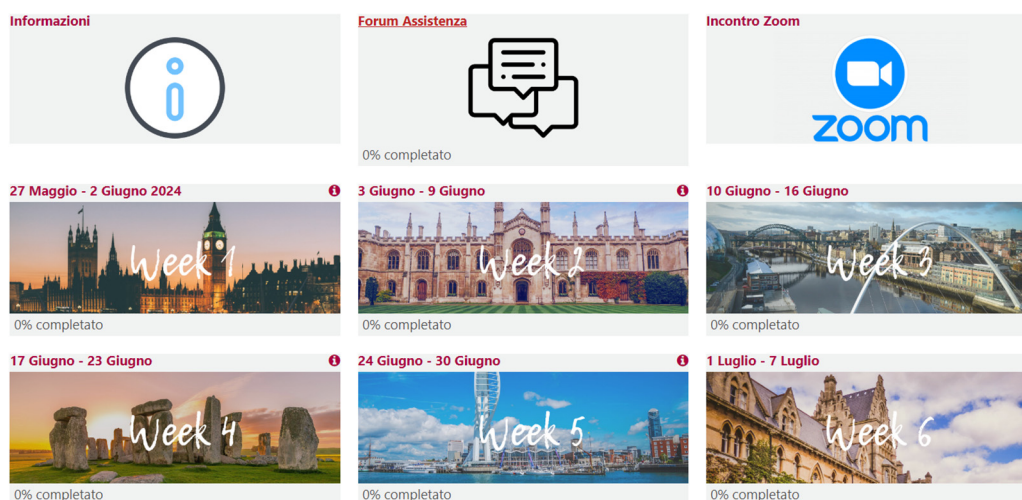 Informazioni
Forum Assistenza
Incontro Zoom
zoom
0% completato
27 Maggio - 2 Giugno 2024
3 Giugno - 9 Giugno
10 Giugno - 16 Giugno
Week 1
Week 2
Week 3
0% completato
0% completato
0% completato
17 Giugno - 23 Giugno
24 Giugno - 30 Giugno
1 Luglio - 7 Luglio
Week 4
Week 5
Week 6
0% completato
0% completato
0% completato